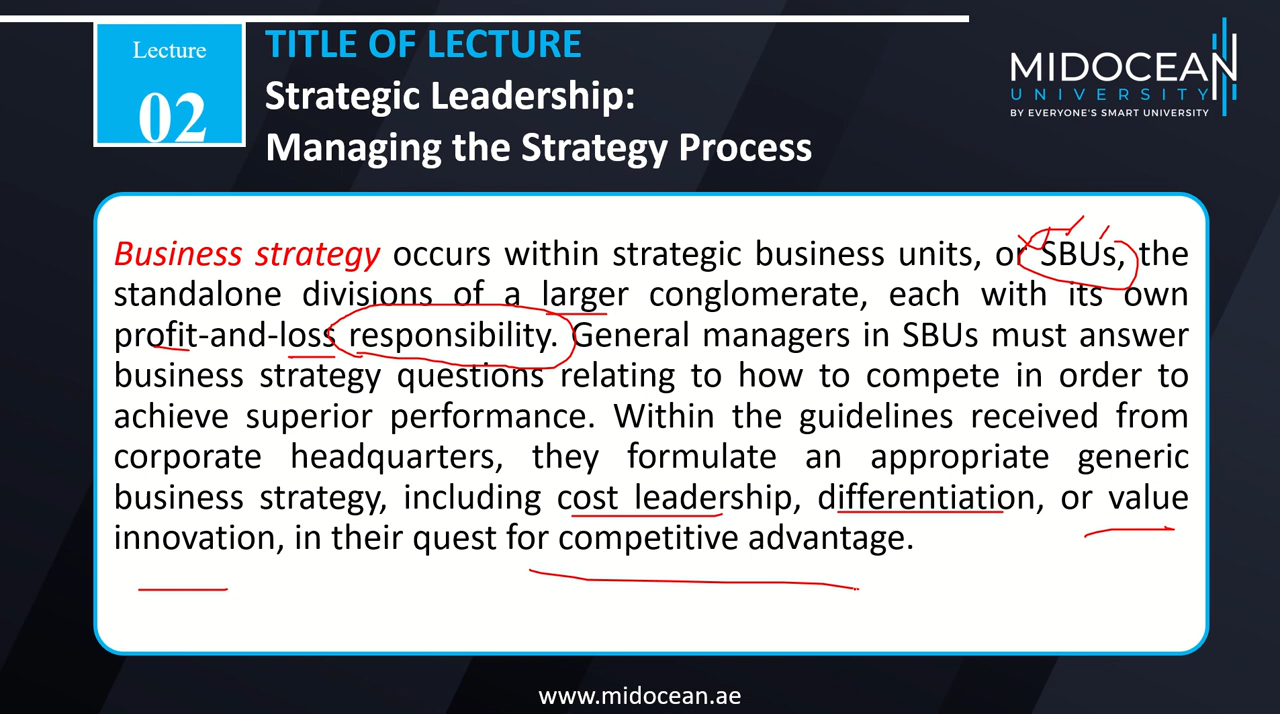 Lecture
02
TITLE OF LECTURE
Strategic Leadership:
Managing the Strategy Process
MIDOCEAN
UNIVERSITY
BY EVERYONE'S SMART UNIVERSITY
Business strategy occurs within strategic business units, or SBUs, the
standalone divisions of a larger conglomerate, each with its own
profit-and-loss responsibility. General managers in SBUs must answer
business strategy questions relating to how to compete in order to
achieve superior performance. Within the guidelines received from
corporate headquarters, they formulate an appropriate generic
business strategy, including cost leadership, differentiation, or value
innovation, in their quest for competitive advantage.
www.midocean.ae